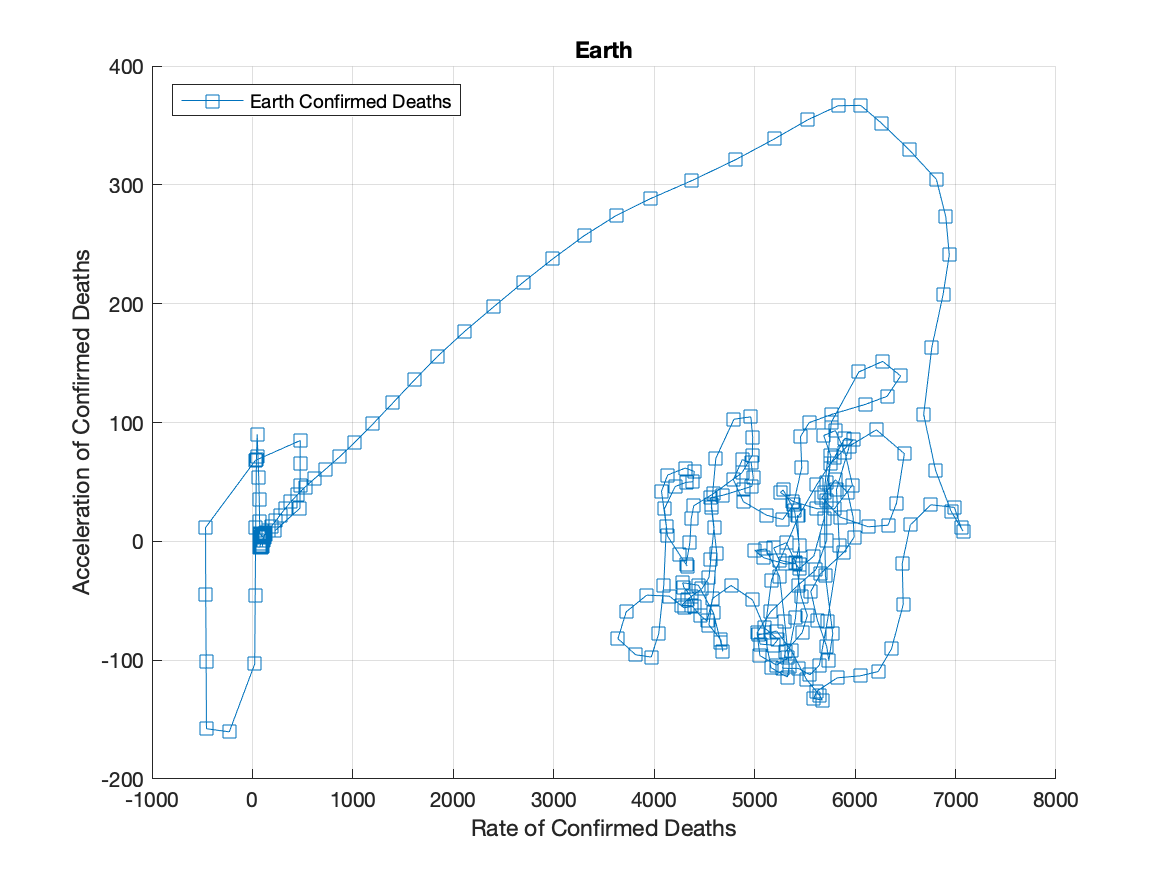 Earth
Earth Confirmed Deaths
400
300
200
100
0
-100
-200
Acceleration of Confirmed Deaths
-1000 0 1000 2000 3000 4000 5000 6000 7000 8000
Rate of Confirmed Deaths